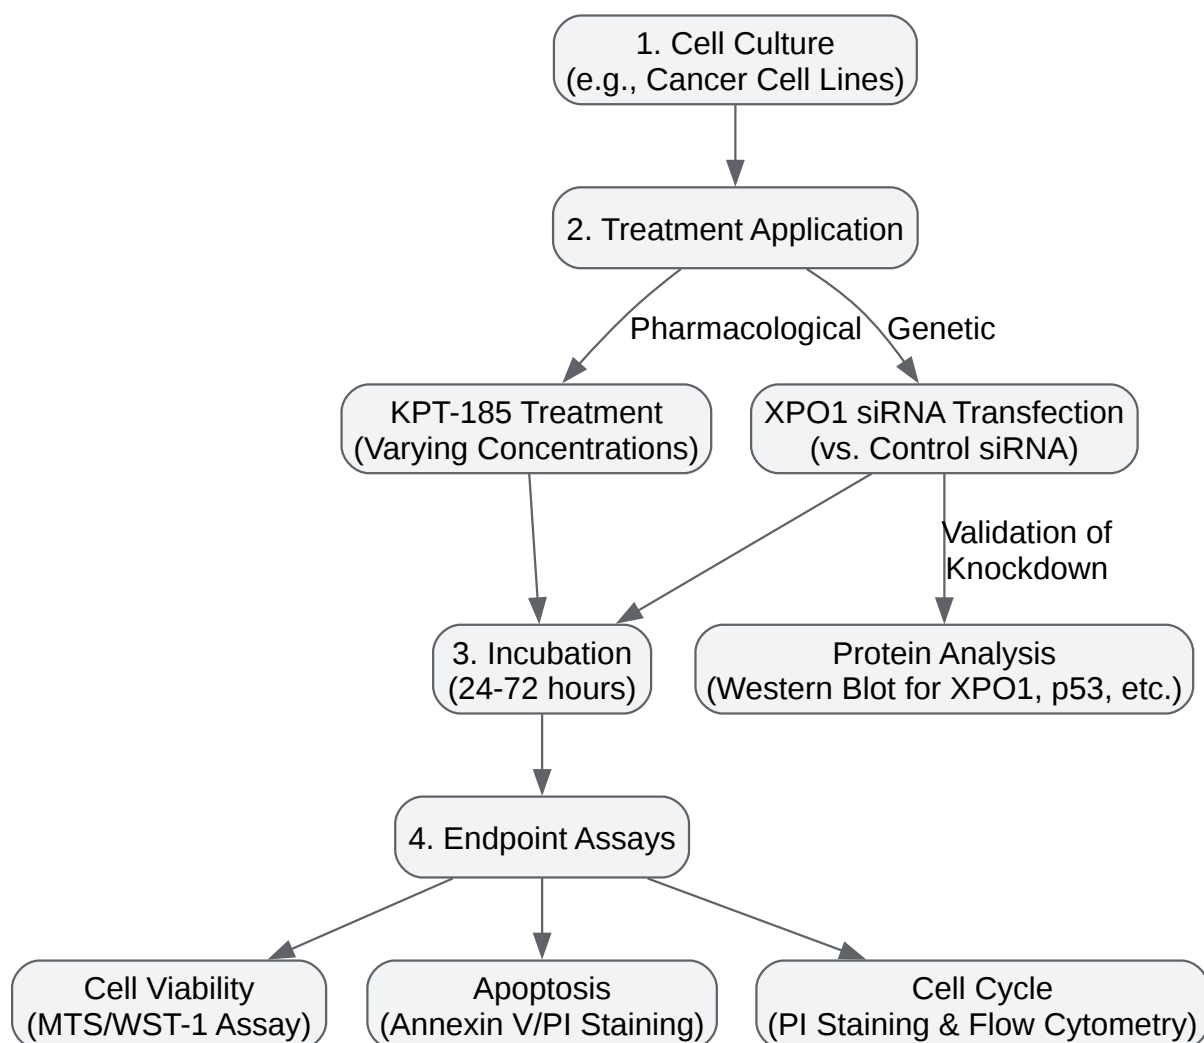 1. Cell Culture
(e.g., Cancer Cell Lines)
2. Treatment Application
Pharmacological
Genetic
KPT-185 Treatment
(Varying Concentrations)
XPO1 siRNA Transfection
(vs. Control siRNA)
Validation of
Knockdown
3. Incubation
(24-72 hours)
Protein Analysis
(Western Blot for XPO1, p53, etc.)
4. Endpoint Assays
Cell Viability
(MTS/WST-1 Assay)
Apoptosis
(Annexin V/PI Staining)
Cell Cycle
(PI Staining & Flow Cytometry)